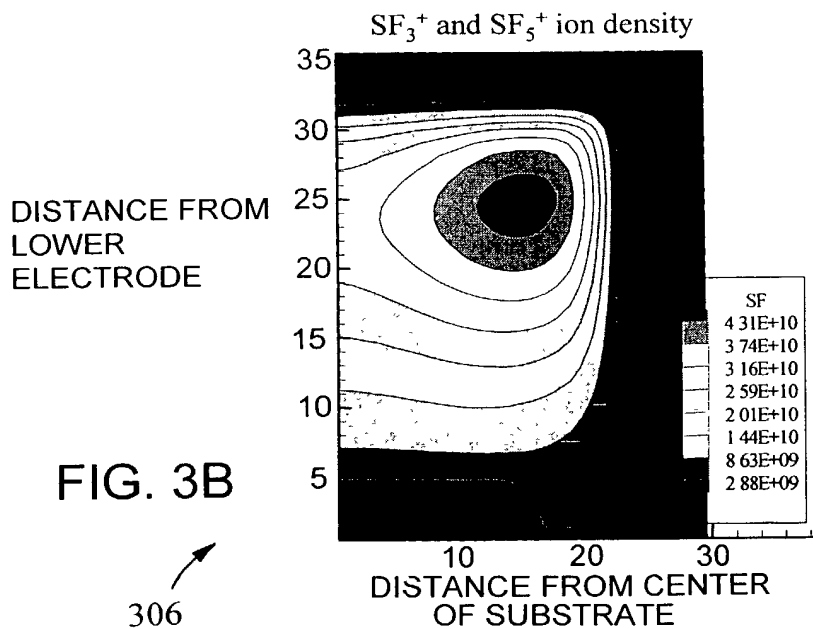 SF₃⁺ and SF₅⁺ ion density
35
30
25
20
15
10
5
DISTANCE FROM
LOWER
ELECTRODE
SF
4 31E+10
3 74E+10
3 16E+10
2 59E+10
2 01E+10
1 44E+10
8 63E+09
2 88E+09
FIG. 3B
10 20 30
DISTANCE FROM CENTER
OF SUBSTRATE
306